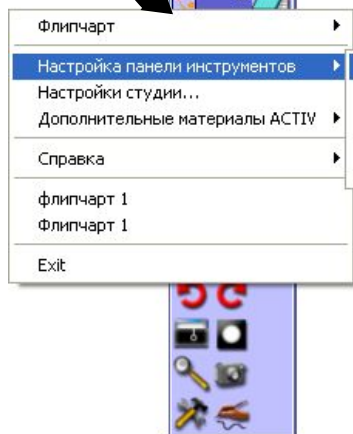 Флипчарт
Настройка панели инструментов
Настройки студии...
Дополнительные материалы ACTIV
Справка
флипчарт 1
Флипчарт 1
Exit